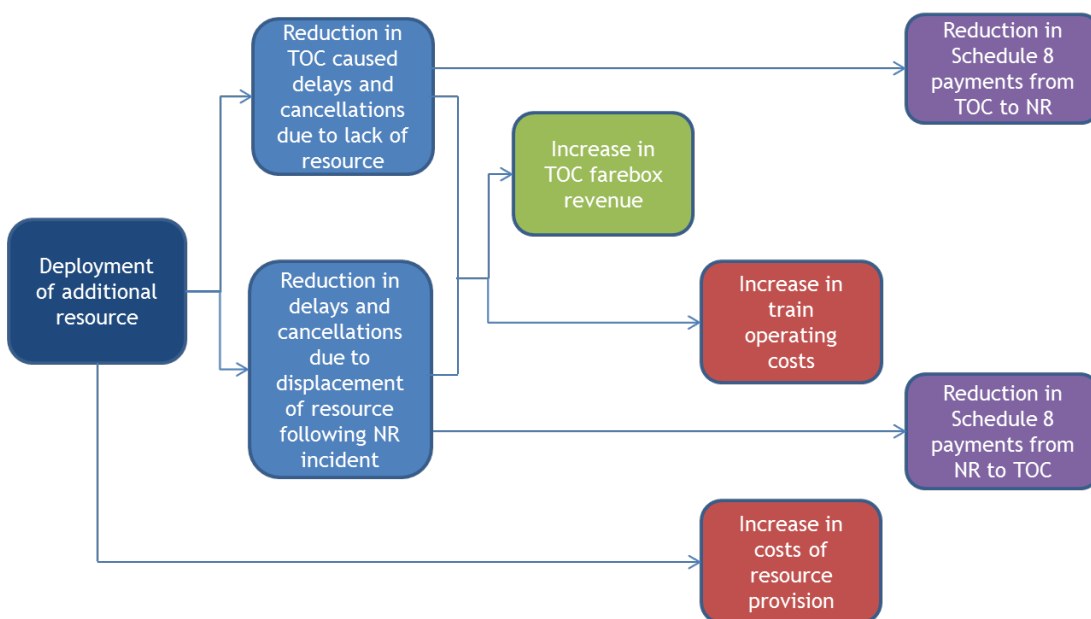 Deployment
of additional
resource
Reduction in
TOC caused
delays and
cancellations
due to lack of
resource
Reduction in
delays and
cancellations
due to
displacement
of resource
following NR
incident
Increase in
TOC farebox
revenue
Increase in
train
operating
costs
Increase in
costs of
resource
provision
Reduction in
Schedule 8
payments from
TOC to NR
Reduction in
Schedule 8
payments from
NR to TOC